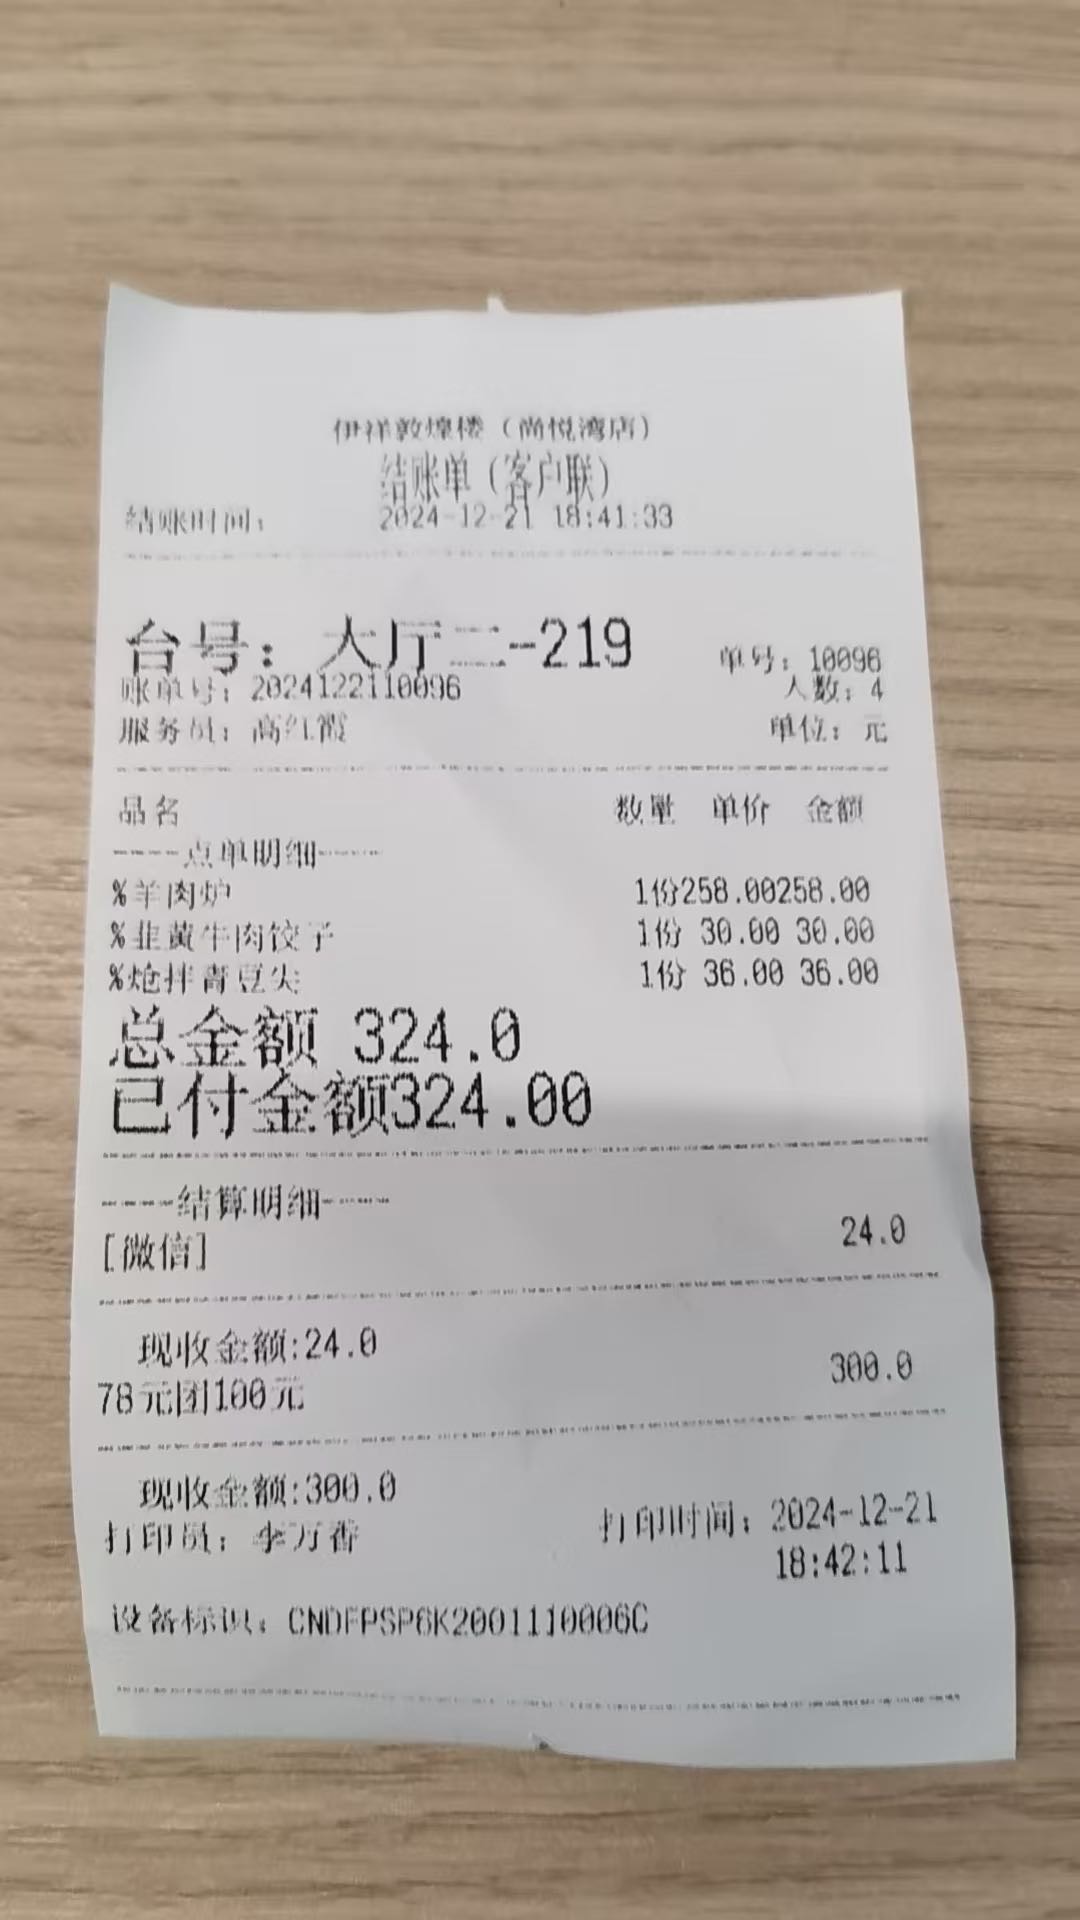 伊祥敦煌楼（尚悦湾店）
结账单（客户联）
结账时间： 2024-12-21 18:41:33
台号： 大厅二-219 单号：10096
账单号：2024122110096 人数：4
服务员：高红霞 单位：元
品名 数量 单价 金额
----点单明细----
%羊肉炉 1份258.00258.00
%韭黄牛肉饺子 1份 30.00 30.00
%炝拌青豆尖 1份 36.00 36.00
总金额 324.0
已付金额324.00
----结算明细----
[微信] 24.0
现收金额:24.0
78元团100元 300.0
现收金额:300.0
打印员：李万香 打印时间：2024-12-21
18:42:11
设备标识：CNDFPSP6K2001110006C